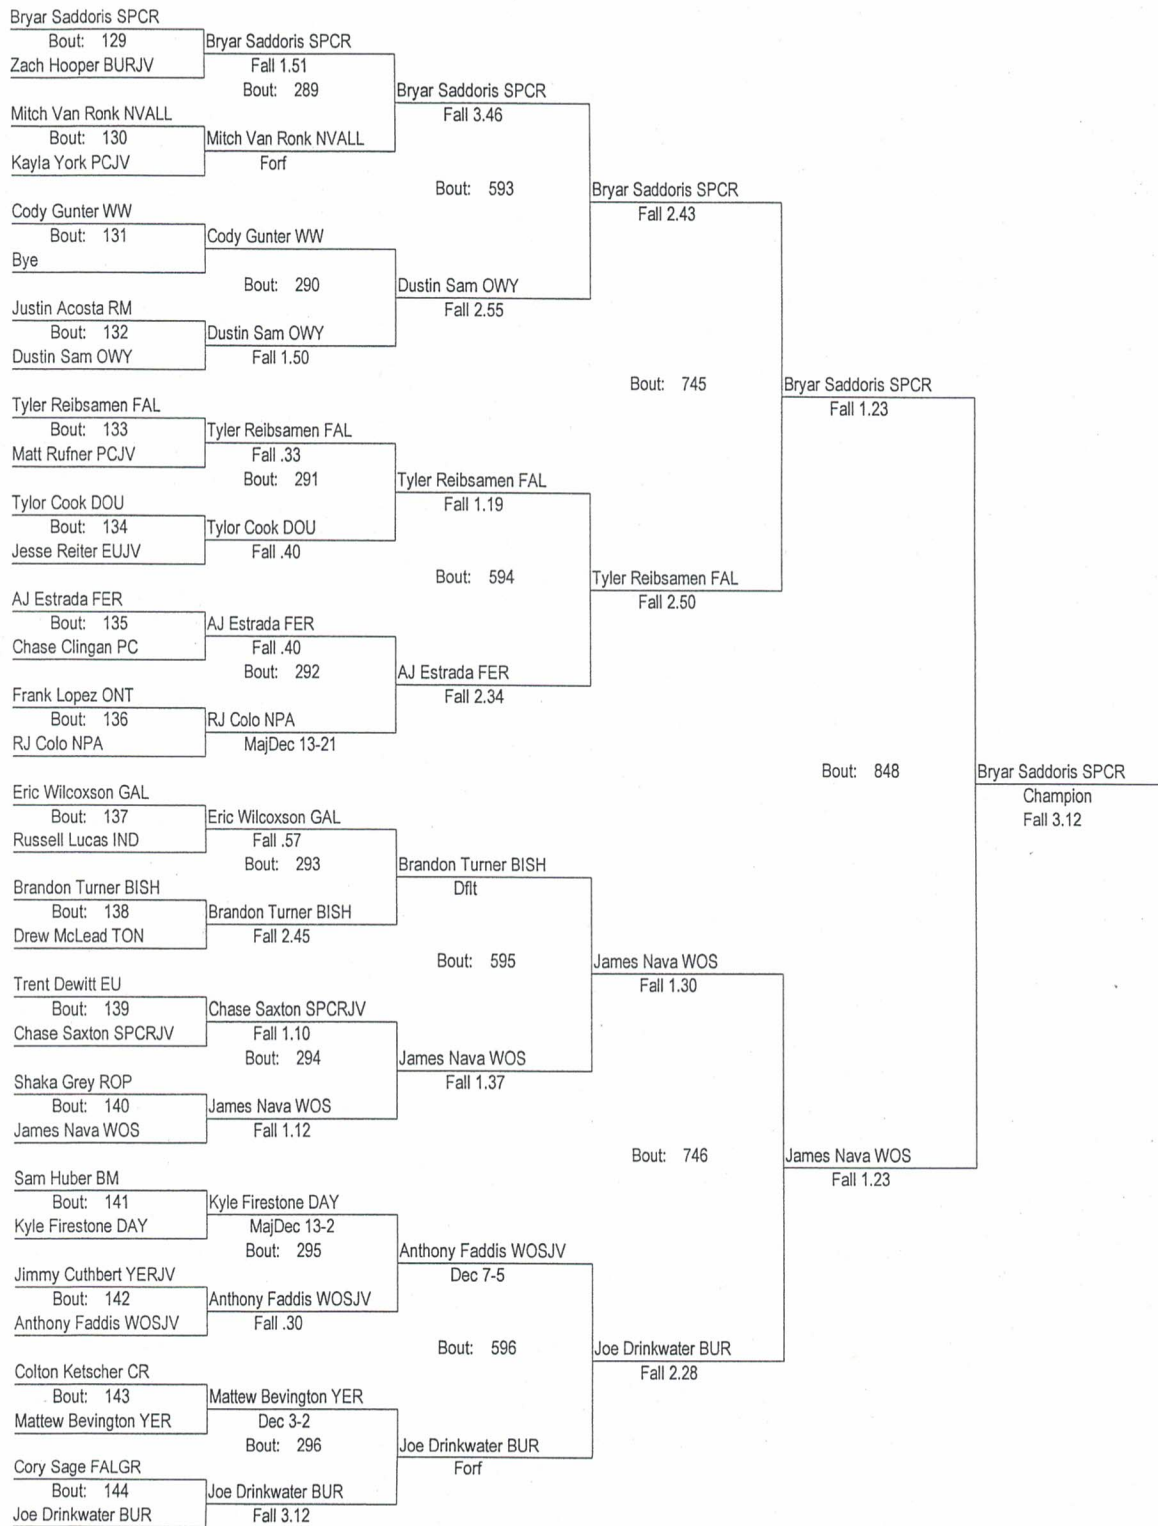 Bryar Saddoris SPCR
Bout: 129
Zach Hooper BURJV
Mitch Van Ronk NVALL
Bout: 130
Kayla York PCJV
Cody Gunter WW
Bout: 131
Bye
Justin Acosta RM
Bout: 132
Dustin Sam OWY
Tyler Reibsamen FAL
Bout: 133
Matt Rufner PCJV
Tylor Cook DOU
Bout: 134
Jesse Reiter EUJV
AJ Estrada FER
Bout: 135
Chase Clingan PC
Frank Lopez ONT
Bout: 136
RJ Colo NPA
Eric Wilcoxson GAL
Bout: 137
Russell Lucas IND
Brandon Turner BISH
Bout: 138
Drew McLead TON
Trent Dewitt EU
Bout: 139
Chase Saxton SPCRJV
Shaka Grey ROP
Bout: 140
James Nava WOS
Sam Huber BM
Bout: 141
Kyle Firestone DAY
Jimmy Cuthbert YERJV
Bout: 142
Anthony Faddis WOSJV
Colton Ketscher CR
Bout: 143
Mattew Bevington YER
Cory Sage FALGR
Bout: 144
Joe Drinkwater BUR
Bryar Saddoris SPCR
Fall 1.51
Bout: 289
Mitch Van Ronk NVALL
Forf
Cody Gunter WW
Bout: 290
Dustin Sam OWY
Fall 1.50
Tyler Reibsamen FAL
Fall .33
Bout: 291
Tylor Cook DOU
Fall .40
AJ Estrada FER
Fall .40
Bout: 292
RJ Colo NPA
MajDec 13-21
Eric Wilcoxson GAL
Fall .57
Bout: 293
Brandon Turner BISH
Fall 2.45
Chase Saxton SPCRJV
Fall 1.10
Bout: 294
James Nava WOS
Fall 1.12
Kyle Firestone DAY
MajDec 13-2
Bout: 295
Anthony Faddis WOSJV
Fall .30
Mattew Bevington YER
Dec 3-2
Bout: 296
Joe Drinkwater BUR
Fall 3.12
Bryar Saddoris SPCR
Fall 3.46
Bout: 593
Dustin Sam OWY
Fall 2.55
Tyler Reibsamen FAL
Fall 1.19
Bout: 594
AJ Estrada FER
Fall 2.34
Brandon Turner BISH
Dflt
Bout: 595
James Nava WOS
Fall 1.37
Anthony Faddis WOSJV
Dec 7-5
Bout: 596
Joe Drinkwater BUR
Forf
Bryar Saddoris SPCR
Fall 2.43
Bout: 745
Tyler Reibsamen FAL
Fall 2.50
James Nava WOS
Fall 1.30
Bout: 746
Joe Drinkwater BUR
Fall 2.28
Bryar Saddoris SPCR
Fall 1.23
Bout: 848
James Nava WOS
Fall 1.23
Bryar Saddoris SPCR
Champion
Fall 3.12